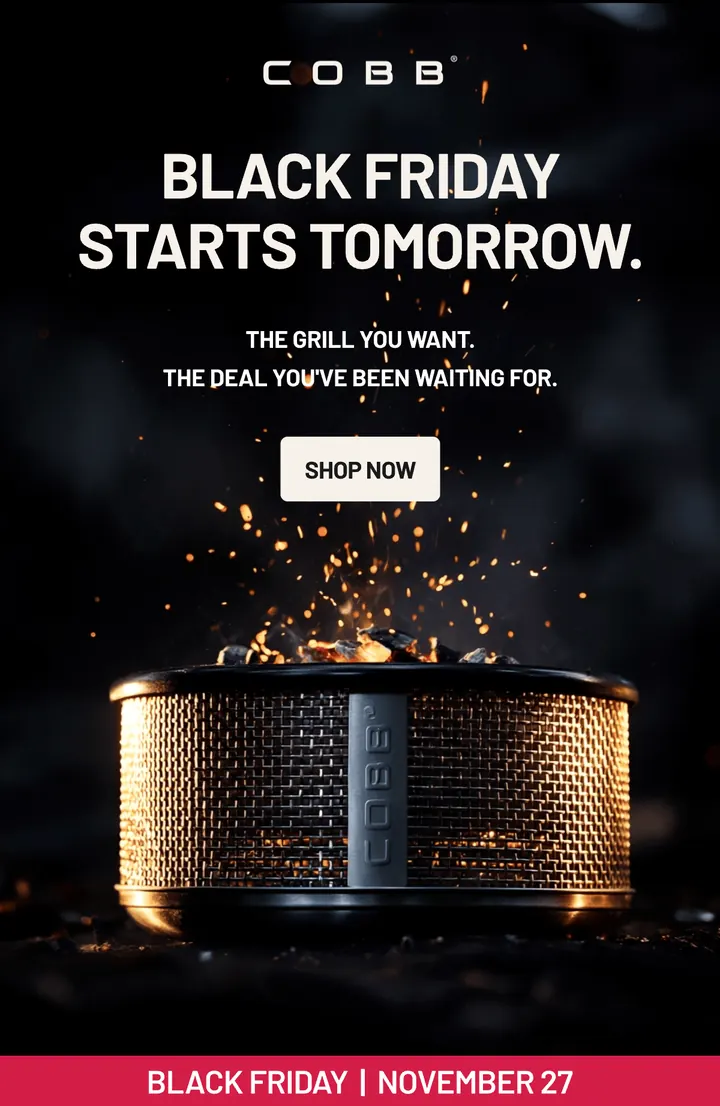 COBB®
BLACK FRIDAY
STARTS TOMORROW.
THE GRILL YOU WANT.
THE DEAL YOU'VE BEEN WAITING FOR.
SHOP NOW
COBB®
BLACK FRIDAY | NOVEMBER 27